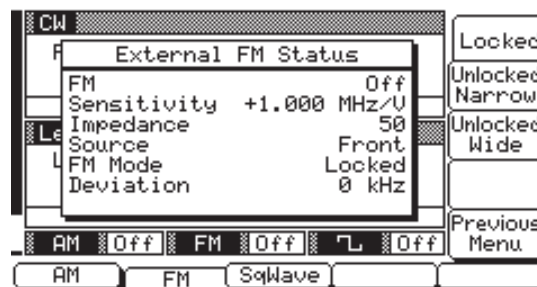 CW
External FM Status
FM Off
Sensitivity +1.000 MHz/V
Impedance 50
Source Front
FM Mode Locked
Deviation 0 kHz
Locked
Unlocked
Narrow
Unlocked
Wide
Previous
Menu
AM Off FM Off Off
AM FM SqWave